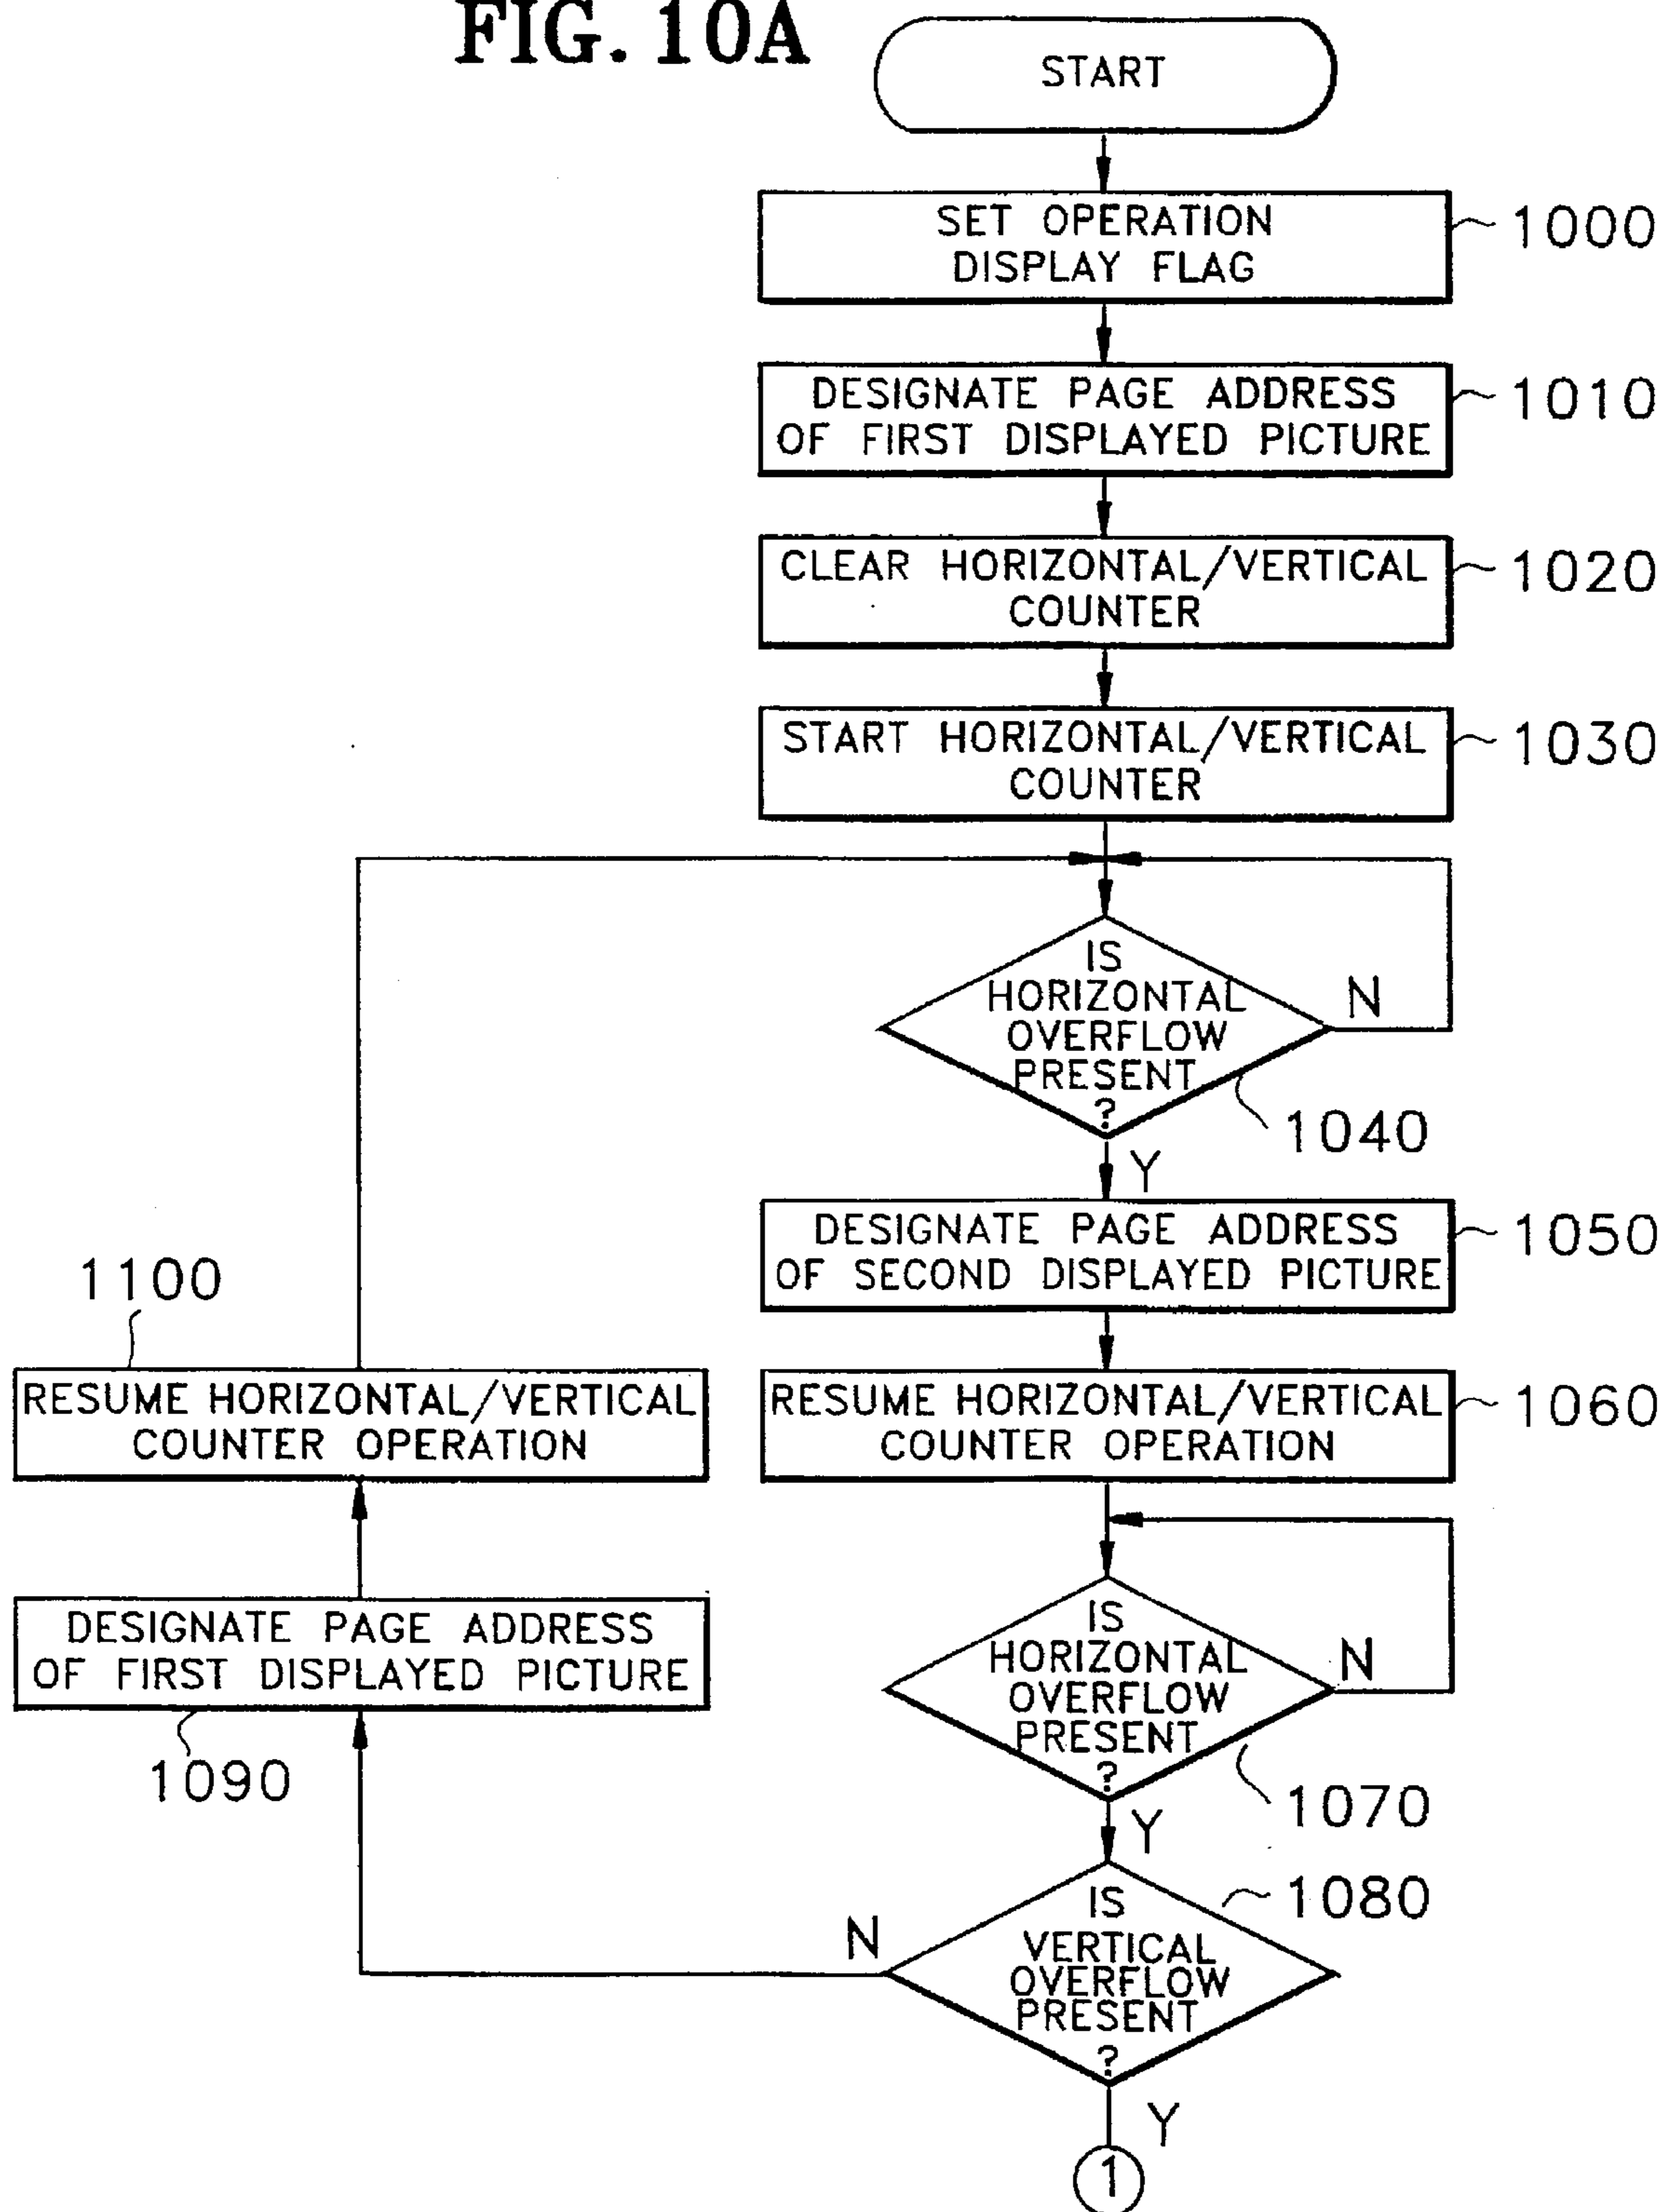 FIG. 10A
START
SET OPERATION
DISPLAY FLAG
1000
DESIGNATE PAGE ADDRESS
OF FIRST DISPLAYED PICTURE
1010
CLEAR HORIZONTAL/VERTICAL
COUNTER
1020
START HORIZONTAL/VERTICAL
COUNTER
1030
IS
HORIZONTAL
OVERFLOW
PRESENT
?
N
1040
Y
DESIGNATE PAGE ADDRESS
OF SECOND DISPLAYED PICTURE
1050
1100
RESUME HORIZONTAL/VERTICAL
COUNTER OPERATION
RESUME HORIZONTAL/VERTICAL
COUNTER OPERATION
1060
DESIGNATE PAGE ADDRESS
OF FIRST DISPLAYED PICTURE
1090
IS
HORIZONTAL
OVERFLOW
PRESENT
?
N
1070
Y
IS
VERTICAL
OVERFLOW
PRESENT
?
1080
N
Y
1